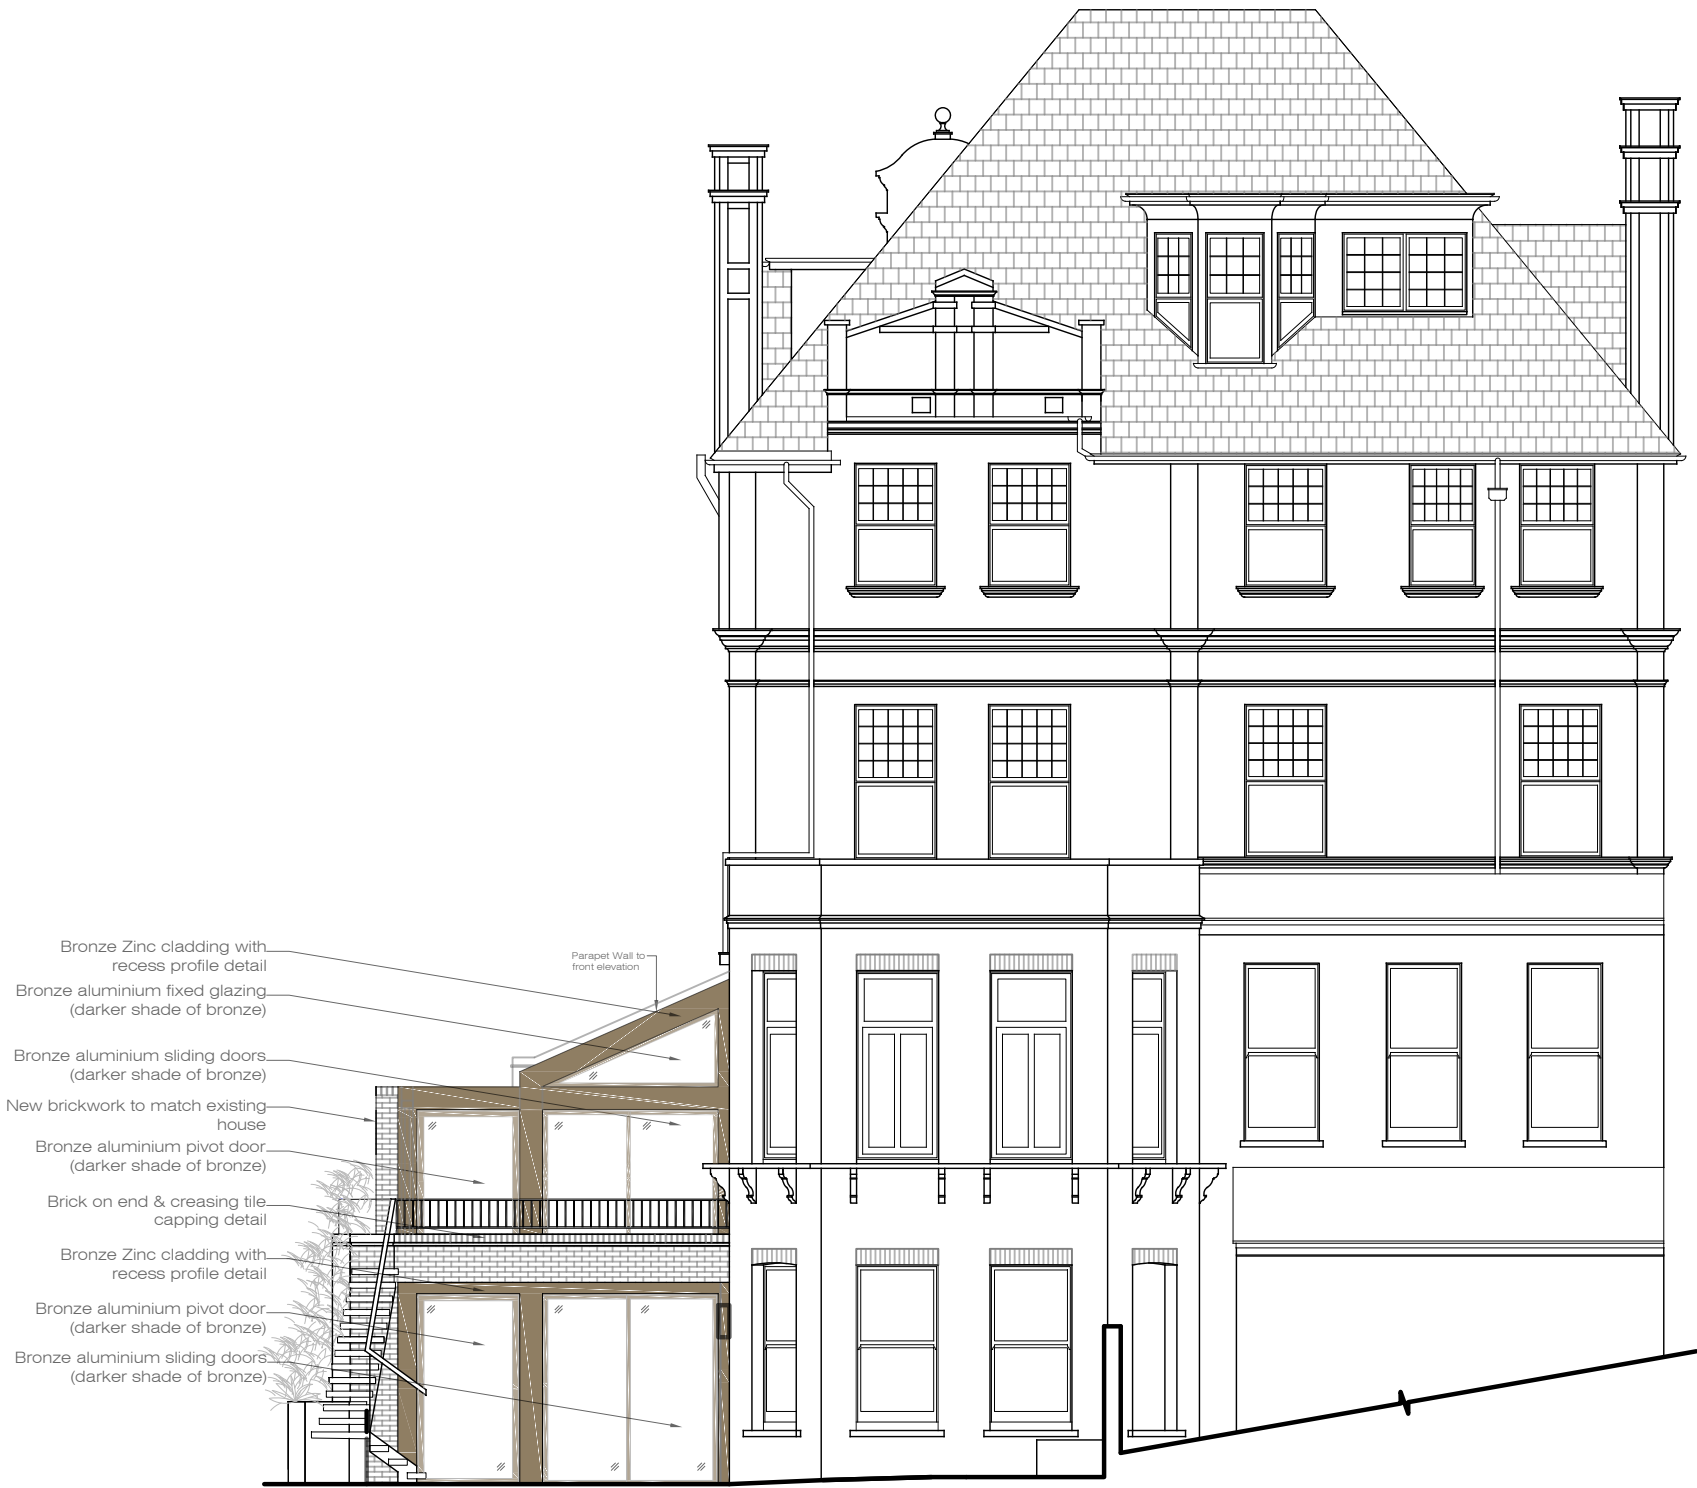 Bronze Zinc cladding with
recess profile detail
Parapet Wall to
front elevation
Bronze aluminium fixed glazing
(darker shade of bronze)
Bronze aluminium sliding doors
(darker shade of bronze)
New brickwork to match existing
house
Bronze aluminium pivot door
(darker shade of bronze)
Brick on end & creasing tile
capping detail
Bronze Zinc cladding with
recess profile detail
Bronze aluminium pivot door
(darker shade of bronze)
Bronze aluminium sliding doors
(darker shade of bronze)